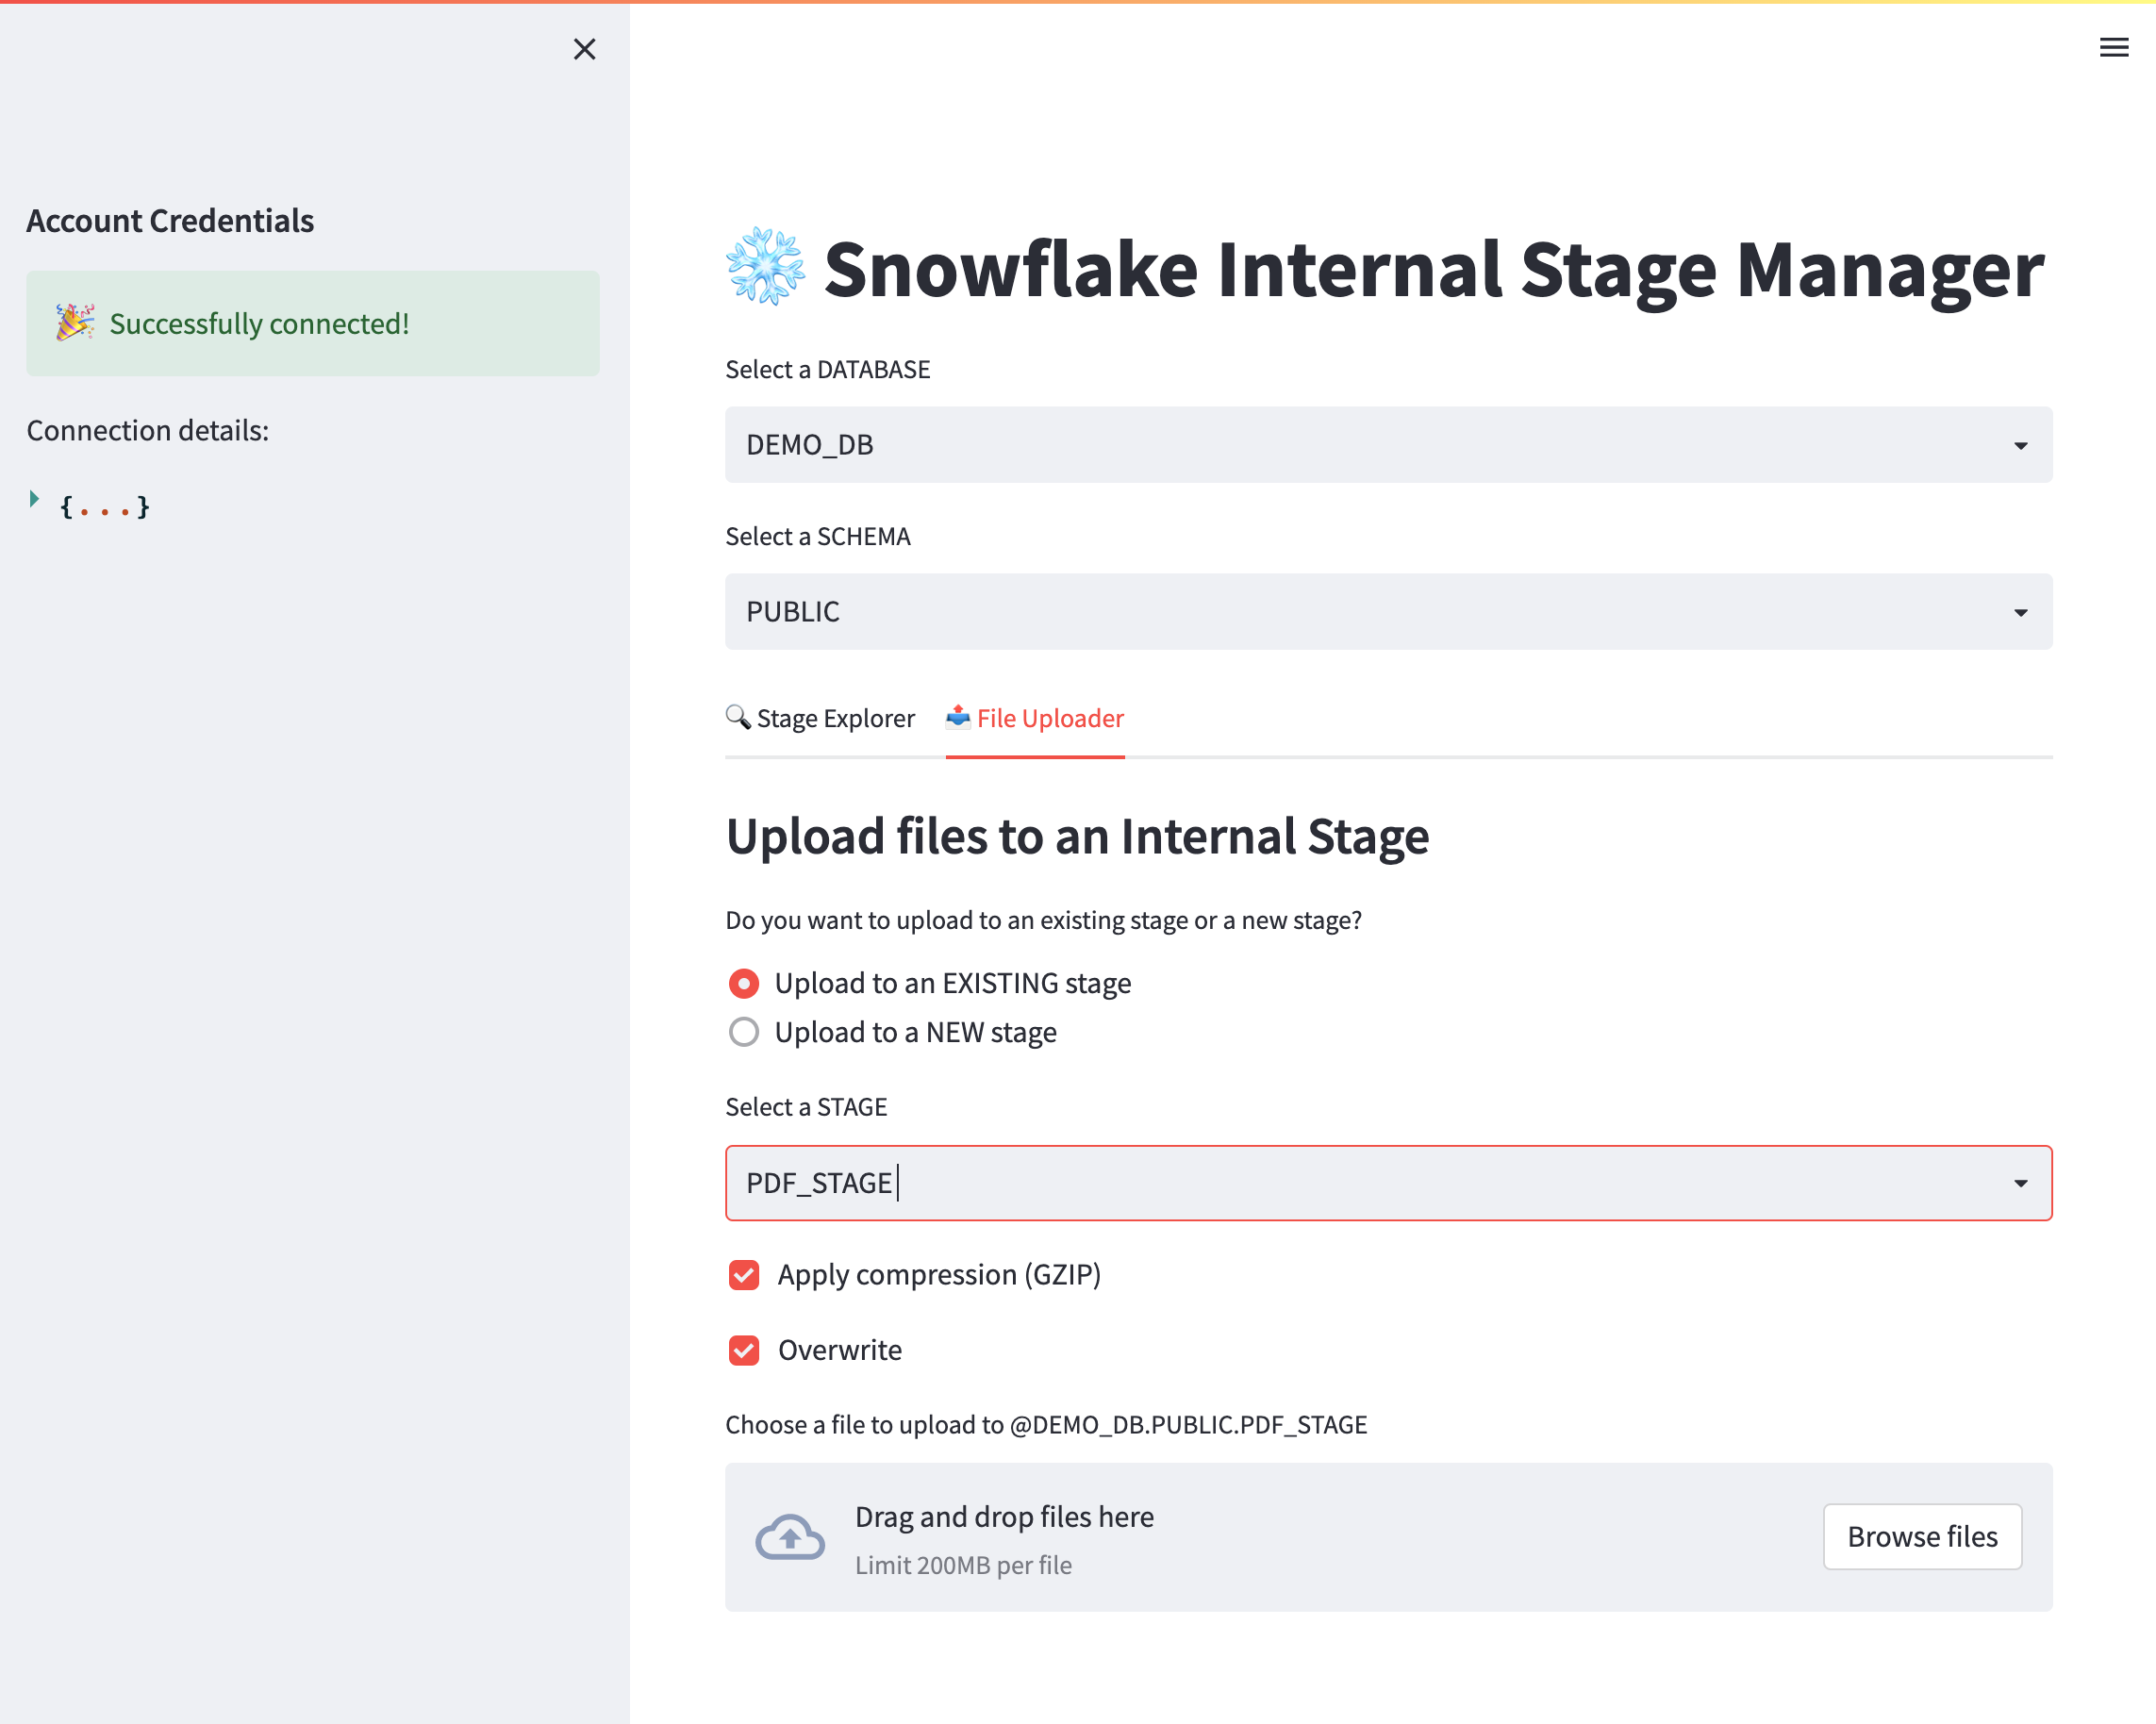 Account Credentials
🎉 Successfully connected!
Connection details:
{...}
❄️ Snowflake Internal Stage Manager
Select a DATABASE
DEMO_DB
Select a SCHEMA
PUBLIC
🔍 Stage Explorer 📤 File Uploader
Upload files to an Internal Stage
Do you want to upload to an existing stage or a new stage?
Upload to an EXISTING stage
Upload to a NEW stage
Select a STAGE
PDF_STAGE
Apply compression (GZIP)
Overwrite
Choose a file to upload to @DEMO_DB.PUBLIC.PDF_STAGE
Drag and drop files here
Limit 200MB per file
Browse files